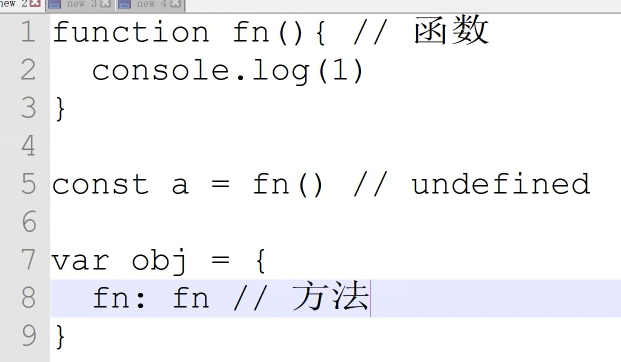 new 2 new 3 new 4
1 function fn(){ // 函数
2   console.log(1)
3 }
4
5 const a = fn() // undefined
6
7 var obj = {
8   fn: fn // 方法
9 }